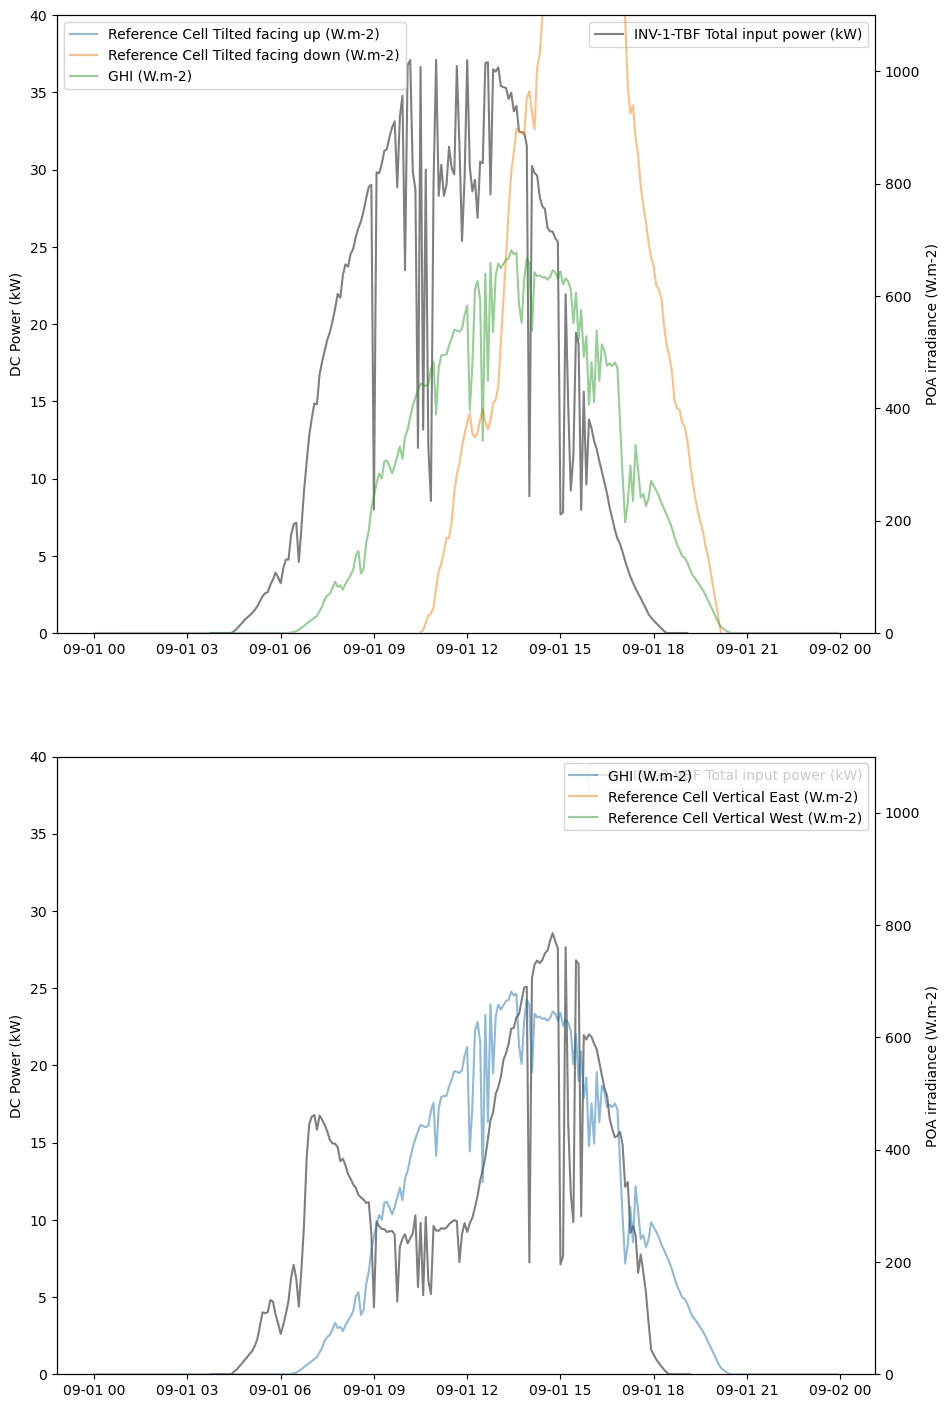 40
35
30
25
20
15
10
5
0
DC Power (kW)
Reference Cell Tilted facing up (W.m-2)
Reference Cell Tilted facing down (W.m-2)
GHI (W.m-2)
INV-1-TBF Total input power (kW)
1000
800
600
400
200
0
POA irradiance (W.m-2)
09-01 00 09-01 03 09-01 06 09-01 09 09-01 12 09-01 15 09-01 18 09-01 21 09-02 00
40
35
30
25
20
15
10
5
0
DC Power (kW)
Total input power (kW)
GHI (W.m-2)
Reference Cell Vertical East (W.m-2)
Reference Cell Vertical West (W.m-2)
1000
800
600
400
200
0
POA irradiance (W.m-2)
09-01 00 09-01 03 09-01 06 09-01 09 09-01 12 09-01 15 09-01 18 09-01 21 09-02 00